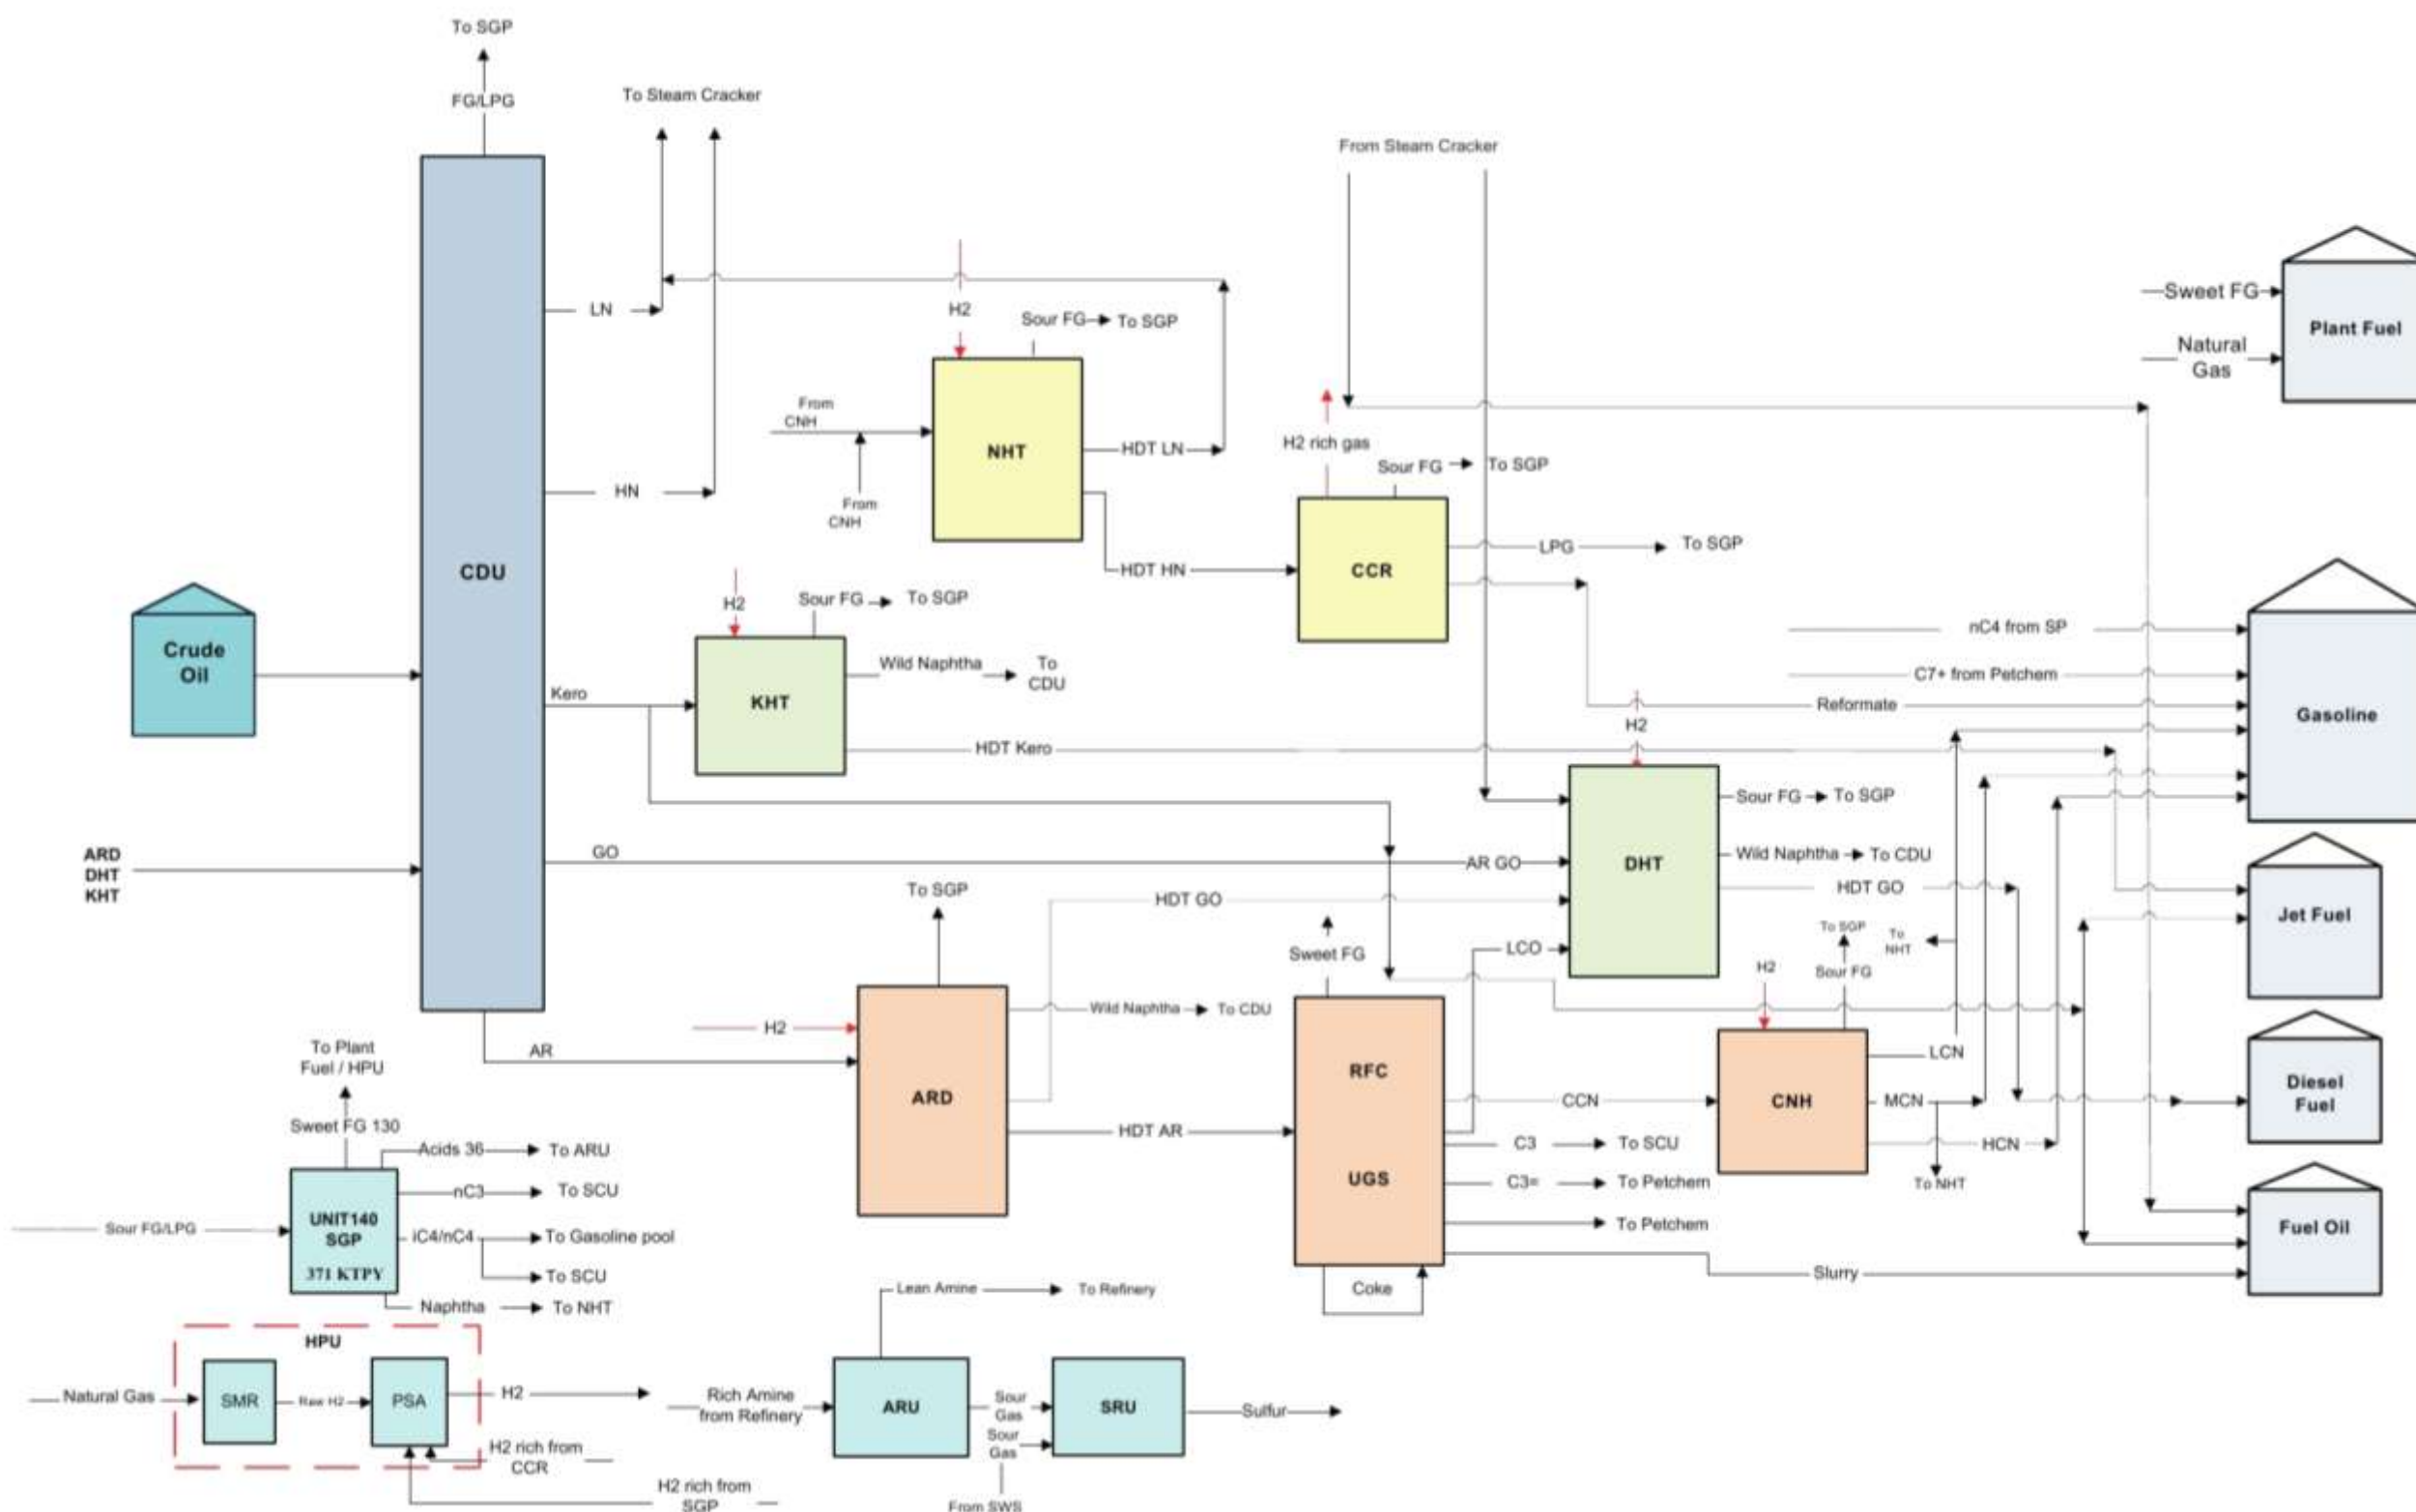 To SGP
FG/LPG
To Steam Cracker
From Steam Cracker
Sweet FG
Plant Fuel
Natural
Gas
LN
H2
Sour FG
To SGP
From
CNH
NHT
HDT LN
H2 rich gas
Sour FG
To SGP
HN
From
CNH
CDU
HDT HN
CCR
LPG
To SGP
Crude
Oil
H2
Sour FG
To SGP
nC4 from SP
Wild Naphtha
To
CDU
C7+ from Petchem
Kero
KHT
Reformate
Gasoline
H2
HDT Kero
Sour FG
To SGP
ARD
DHT
KHT
GO
AR GO
DHT
Wild Naphtha
To CDU
To SGP
HDT GO
HDT GO
Jet Fuel
To SGP
To
NHT
Sweet FG
LCO
H2
Sour FG
Wild Naphtha
To CDU
H2
AR
To Plant
Fuel / HPU
LCN
RFC
ARD
CCN
CNH
MCN
Diesel
Fuel
Sweet FG 130
Acids 36
To ARU
HDT AR
C3
To SCU
HCN
nC3
To SCU
UGS
C3=
To Petchem
To NHT
UNIT140
SGP
371 KTPY
Sour FG/LPG
iC4/nC4
To Gasoline pool
To Petchem
Fuel Oil
To SCU
Coke
Slurry
Naphtha
To NHT
Lean Amine
To Refinery
HPU
Natural Gas
SMR
Raw H2
PSA
H2
Rich Amine
from Refinery
ARU
Sour
Gas
SRU
Sulfur
Sour
Gas
H2 rich from
CCR
H2 rich from
SGP
From SWS